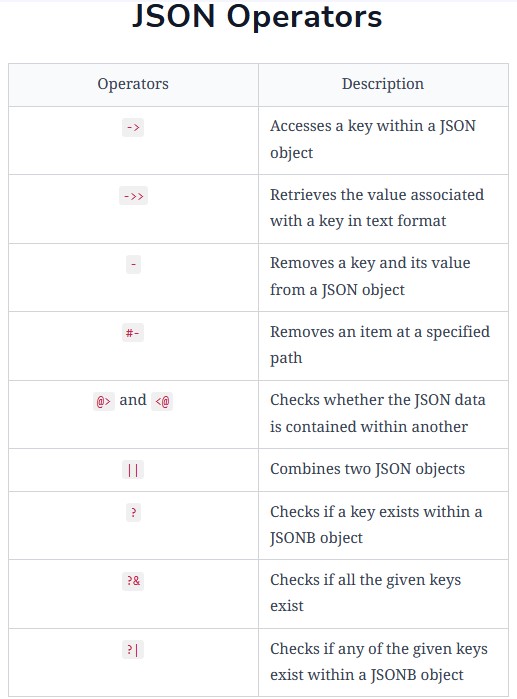 JSON Operators
Operators Description
-> Accesses a key within a JSON
object
->> Retrieves the value associated
with a key in text format
- Removes a key and its value
from a JSON object
#- Removes an item at a specified
path
@> and <@ Checks whether the JSON data
is contained within another
|| Combines two JSON objects
? Checks if a key exists within a
JSONB object
?& Checks if all the given keys
exist
?| Checks if any of the given keys
exist within a JSONB object